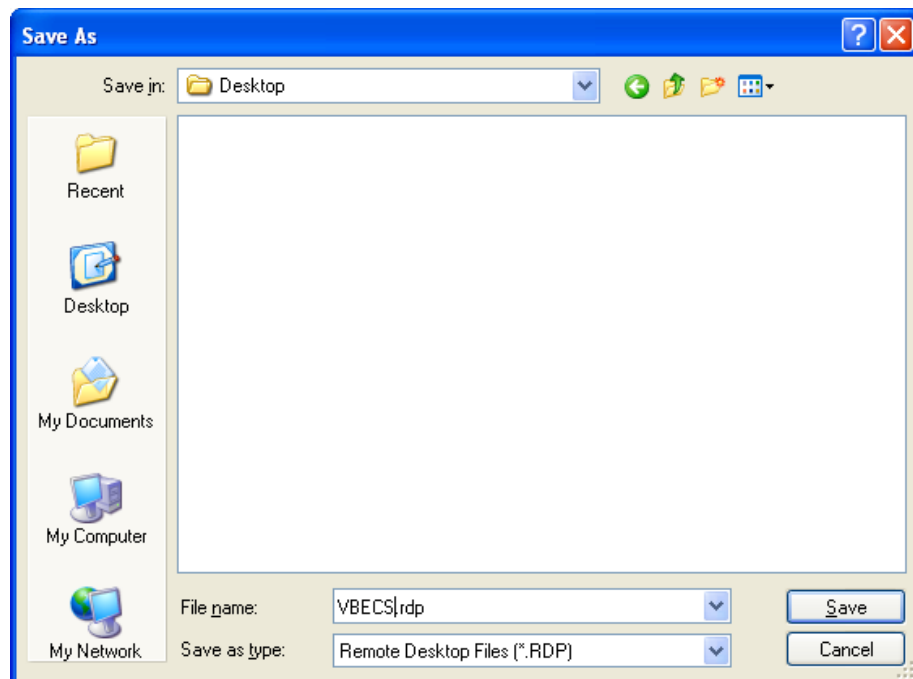 Save As
Save in: Desktop
Recent
Desktop
My Documents
My Computer
My Network
File name: VBECS.rdp Save
Save as type: Remote Desktop Files (*.RDP) Cancel